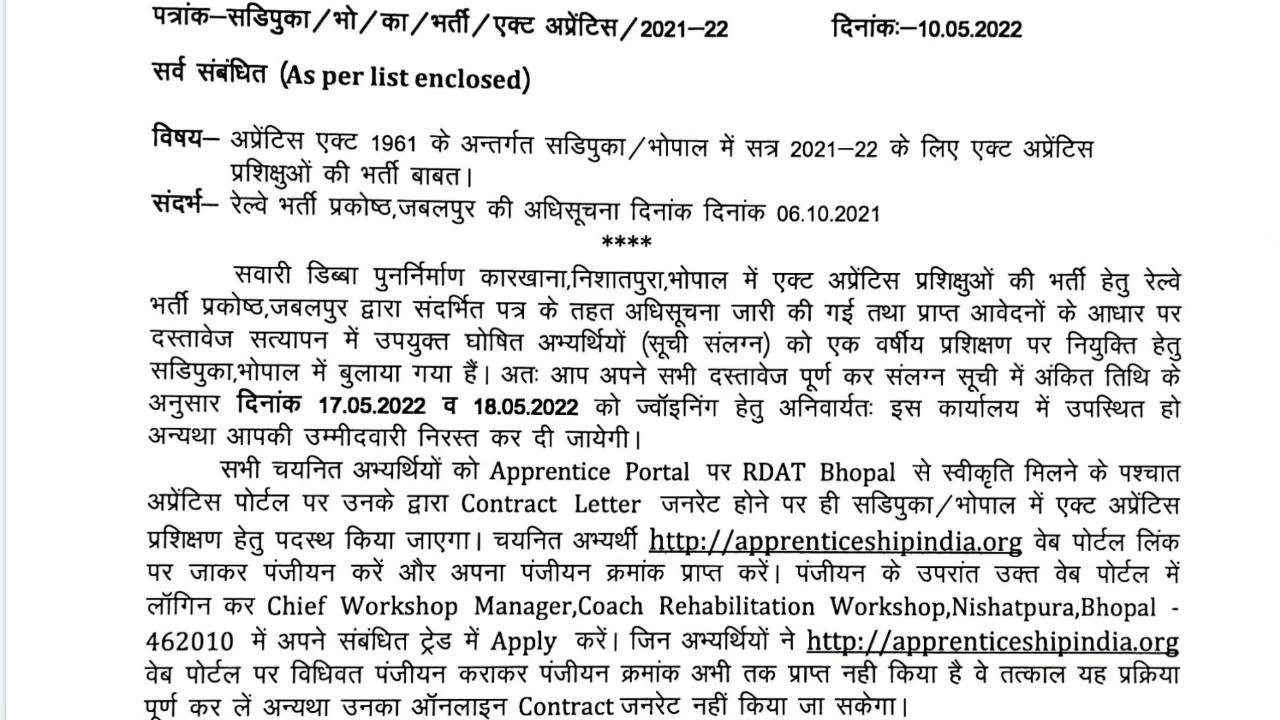 पत्रांक–सडिपुका/भो/का/भर्ती/एक्ट अप्रेंटिस/2021–22 दिनांकः–10.05.2022
सर्व संबंधित (As per list enclosed)
विषय– अप्रेंटिस एक्ट 1961 के अन्तर्गत सडिपुका/भोपाल में सत्र 2021–22 के लिए एक्ट अप्रेंटिस
प्रशिक्षुओं की भर्ती बाबत।
संदर्भ– रेल्वे भर्ती प्रकोष्ठ,जबलपुर की अधिसूचना दिनांक दिनांक 06.10.2021
****
सवारी डिब्बा पुनर्निर्माण कारखाना,निशातपुरा,भोपाल में एक्ट अप्रेंटिस प्रशिक्षुओं की भर्ती हेतु रेल्वे
भर्ती प्रकोष्ठ,जबलपुर द्वारा संदर्भित पत्र के तहत अधिसूचना जारी की गई तथा प्राप्त आवेदनों के आधार पर
दस्तावेज सत्यापन में उपयुक्त घोषित अभ्यर्थियों (सूची संलग्न) को एक वर्षीय प्रशिक्षण पर नियुक्ति हेतु
सडिपुका,भोपाल में बुलाया गया हैं। अतः आप अपने सभी दस्तावेज पूर्ण कर संलग्न सूची में अंकित तिथि के
अनुसार दिनांक 17.05.2022 व 18.05.2022 को ज्वॉइनिंग हेतु अनिवार्यतः इस कार्यालय में उपस्थित हो
अन्यथा आपकी उम्मीदवारी निरस्त कर दी जायेगी।
सभी चयनित अभ्यर्थियों को Apprentice Portal पर RDAT Bhopal से स्वीकृति मिलने के पश्चात
अप्रेंटिस पोर्टल पर उनके द्वारा Contract Letter जनरेट होने पर ही सडिपुका/भोपाल में एक्ट अप्रेंटिस
प्रशिक्षण हेतु पदस्थ किया जाएगा। चयनित अभ्यर्थी http://apprenticeshipindia.org वेब पोर्टल लिंक
पर जाकर पंजीयन करें और अपना पंजीयन क्रमांक प्राप्त करें। पंजीयन के उपरांत उक्त वेब पोर्टल में
लॉगिन कर Chief Workshop Manager,Coach Rehabilitation Workshop,Nishatpura,Bhopal -
462010 में अपने संबंधित ट्रेड में Apply करें। जिन अभ्यर्थियों ने http://apprenticeshipindia.org
वेब पोर्टल पर विधिवत पंजीयन कराकर पंजीयन क्रमांक अभी तक प्राप्त नही किया है वे तत्काल यह प्रक्रिया
पूर्ण कर लें अन्यथा उनका ऑनलाइन Contract जनरेट नहीं किया जा सकेगा।